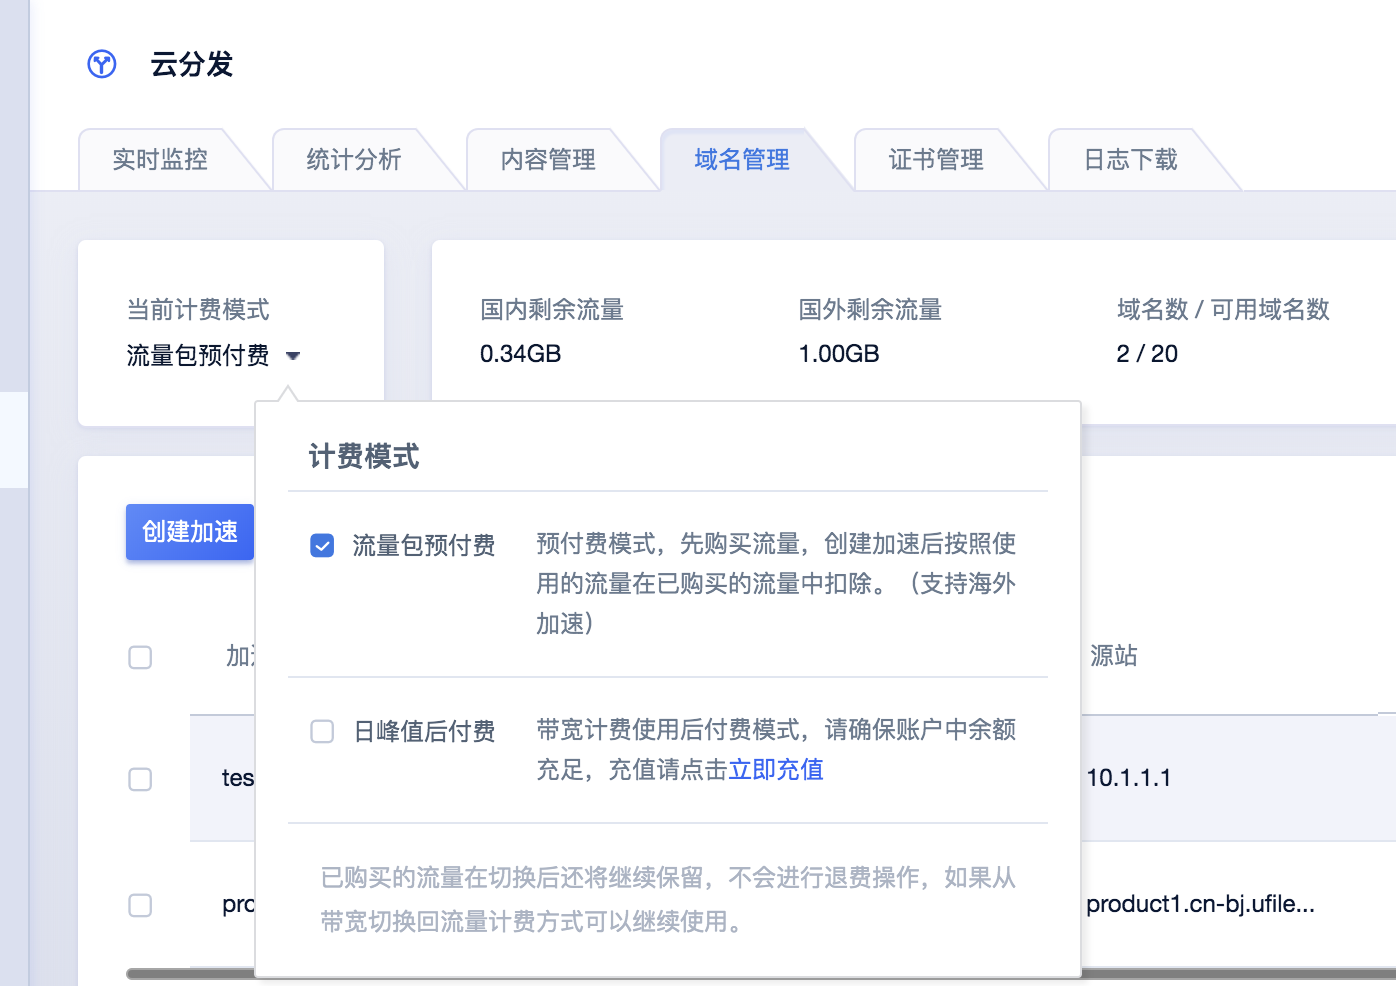 云分发
实时监控
统计分析
内容管理
域名管理
证书管理
日志下载
当前计费模式
流量包预付费
国内剩余流量
0.34GB
国外剩余流量
1.00GB
域名数 / 可用域名数
2 / 20
计费模式
流量包预付费
预付费模式，先购买流量，创建加速后按照使
用的流量在已购买的流量中扣除。（支持海外
加速）
日峰值后付费
带宽计费使用后付费模式，请确保账户中余额
充足，充值请点击立即充值
已购买的流量在切换后还将继续保留，不会进行退费操作，如果从
带宽切换回流量计费方式可以继续使用。
创建加速
加
源站
tes
10.1.1.1
pro
product1.cn-bj.ufile...